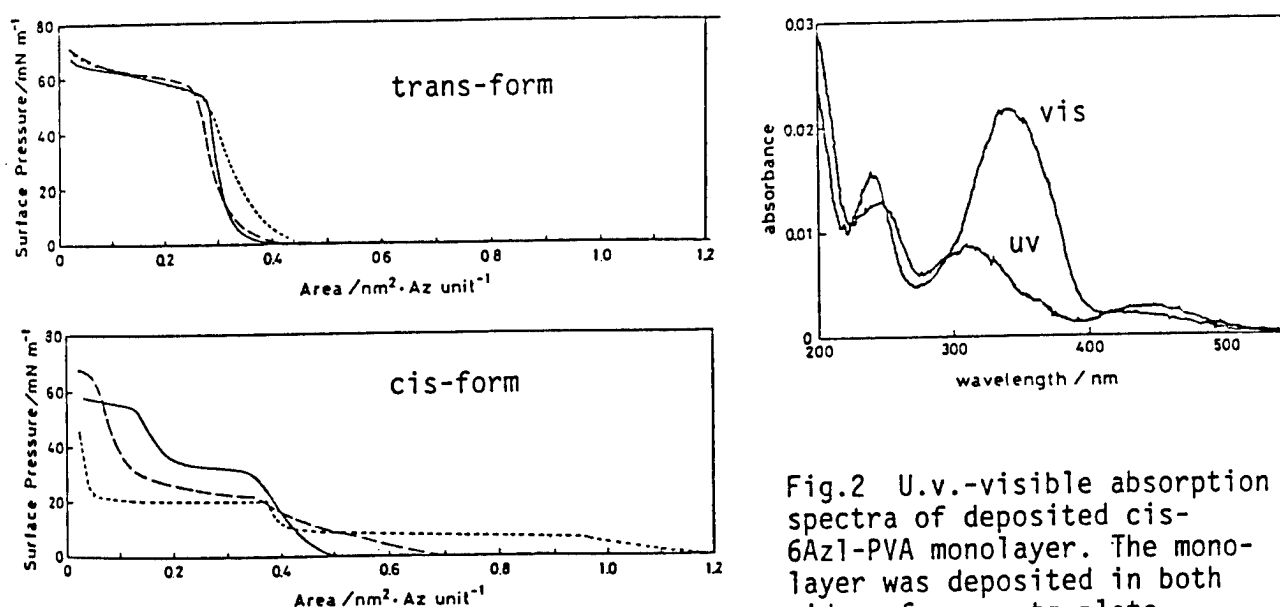 80
60
40
20
0
Surface Pressure/mN m⁻¹
trans-form
0
0.2
0.4
0.6
0.8
1.0
1.2
Area /nm²·Az unit⁻¹
30
60
40
20
0
Surface Pressure/mN m⁻¹
cis-form
0
0.2
0.4
0.6
0.8
1.0
1.2
Area /nm²·Az unit⁻¹
0.03
0.02
0.01
0
absorbance
vis
uv
200
300
400
500
wavelength / nm
Fig.2 U.v.-visible absorption
spectra of deposited cis-
6Azl-PVA monolayer. The mono-
layer was deposited in both